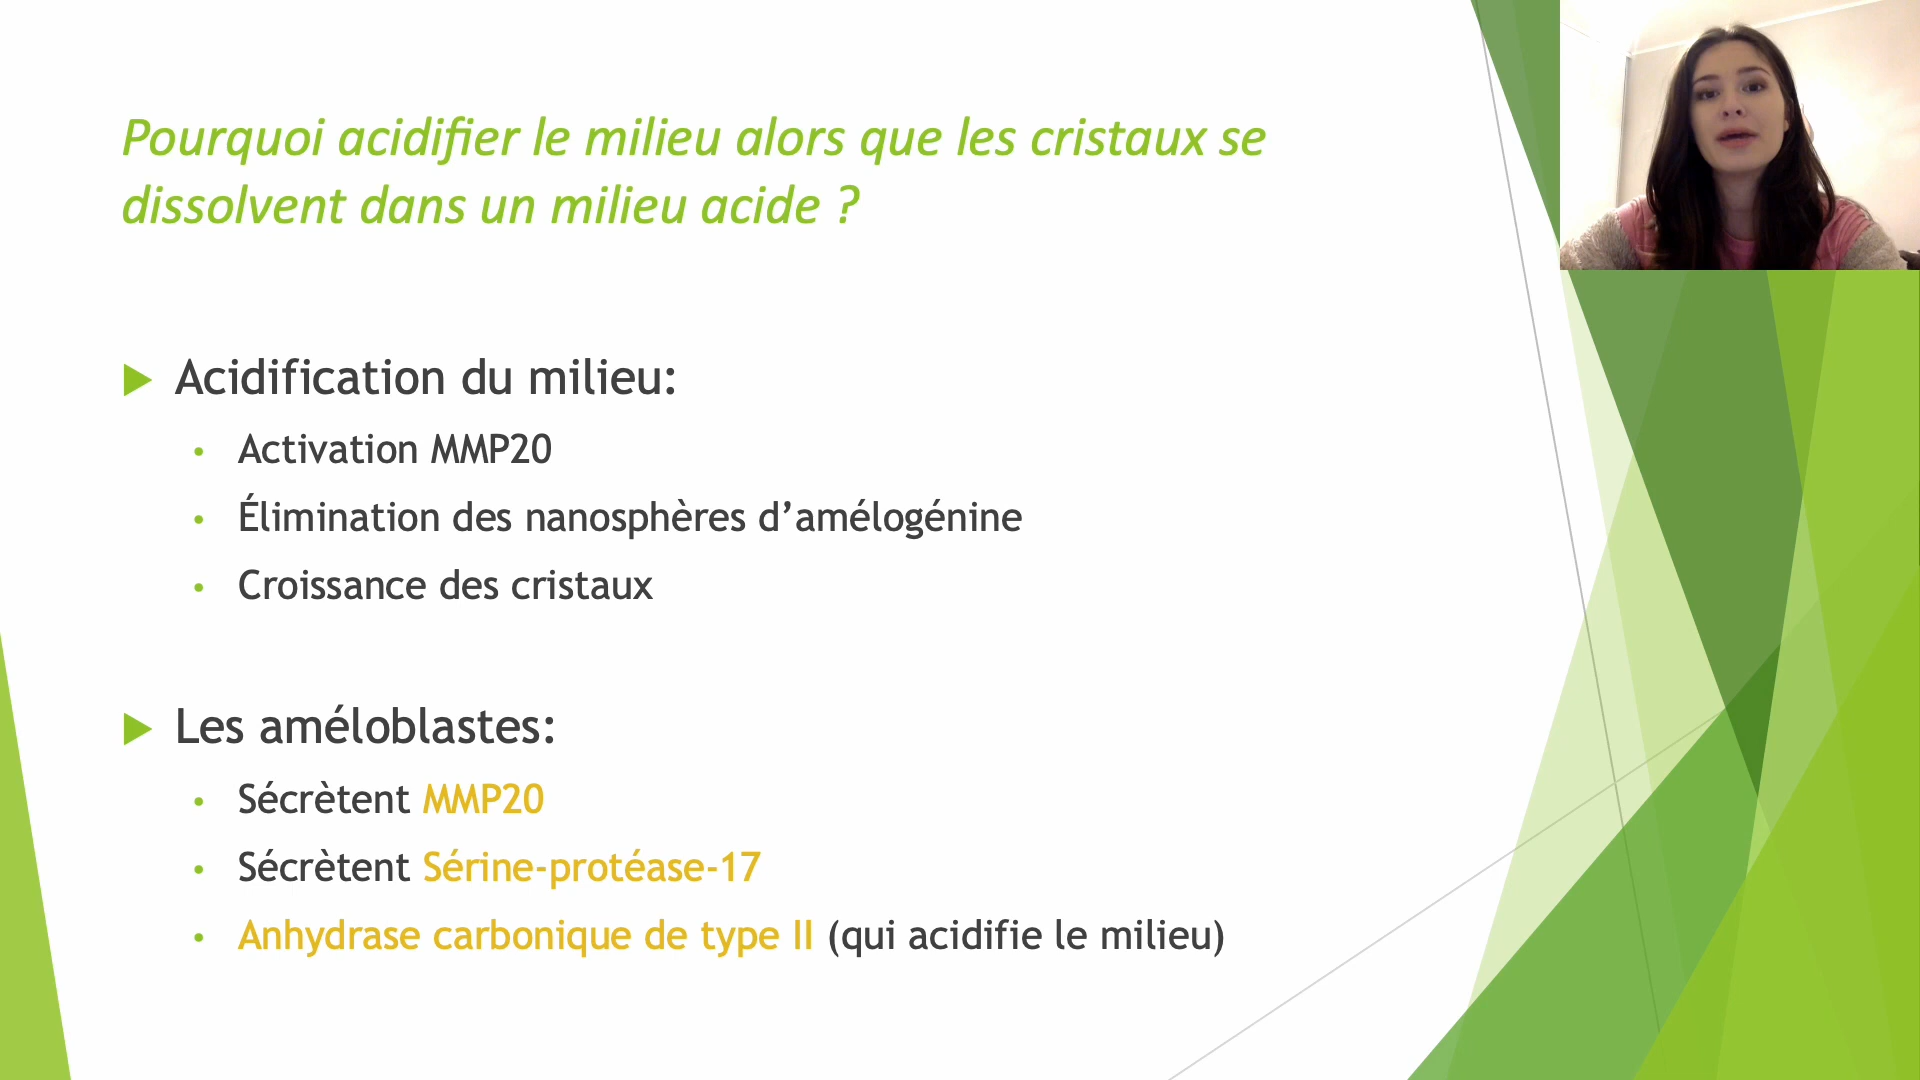 Pourquoi acidifier le milieu alors que les cristaux se
dissolvent dans un milieu acide ?
Acidification du milieu:
Activation MMP20
Élimination des nanosphères d’amélogénine
Croissance des cristaux
Les améloblastes:
Sécrètent MMP20
Sécrètent Sérine-protéase-17
Anhydrase carbonique de type II (qui acidifie le milieu)